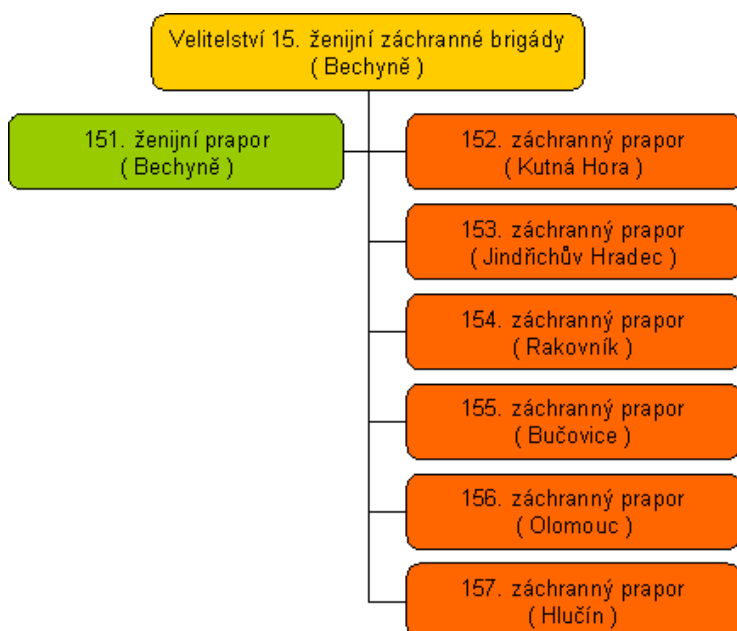 Velitelství 15. ženijní záchranné brigády
( Bechyně )
151. ženijní prapor
( Bechyně )
152. záchranný prapor
( Kutná Hora )
153. záchranný prapor
( Jindřichův Hradec )
154. záchranný prapor
( Rakovník )
155. záchranný prapor
( Bučovice )
156. záchranný prapor
( Olomouc )
157. záchranný prapor
( Hlučín )